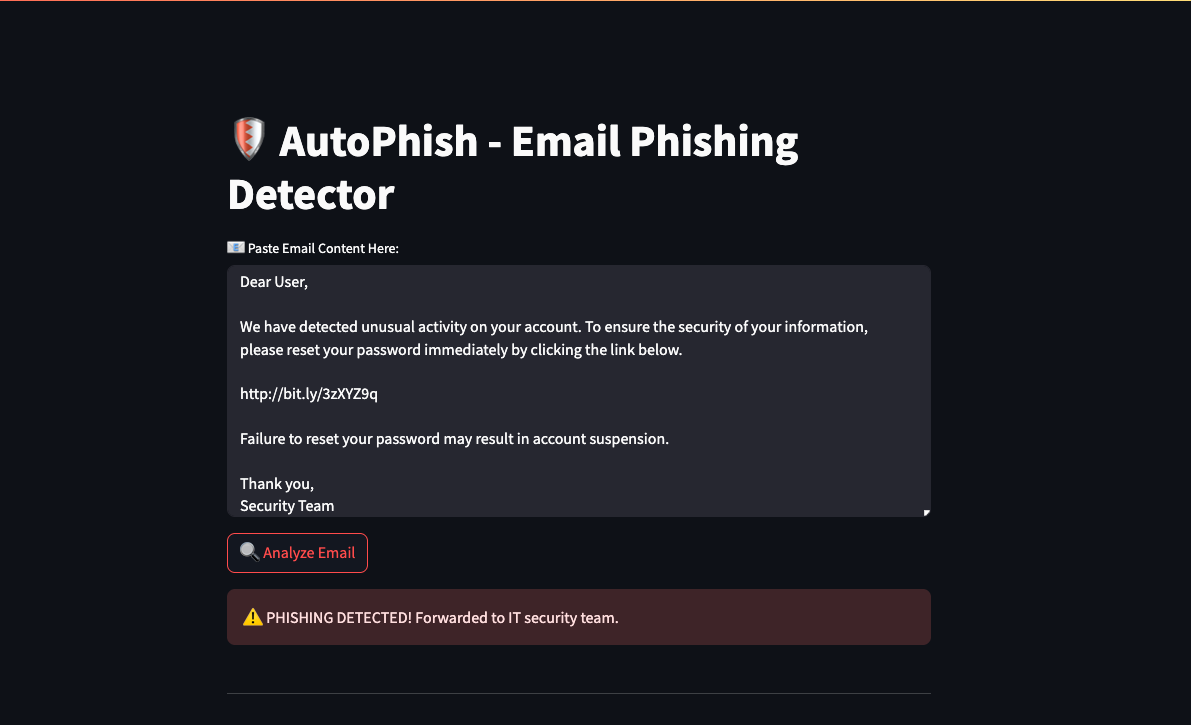 AutoPhish - Email Phishing
Detector
Paste Email Content Here:
Dear User,
We have detected unusual activity on your account. To ensure the security of your information,
please reset your password immediately by clicking the link below.
http://bit.ly/3zXYZ9q
Failure to reset your password may result in account suspension.
Thank you,
Security Team
Analyze Email
PHISHING DETECTED! Forwarded to IT security team.